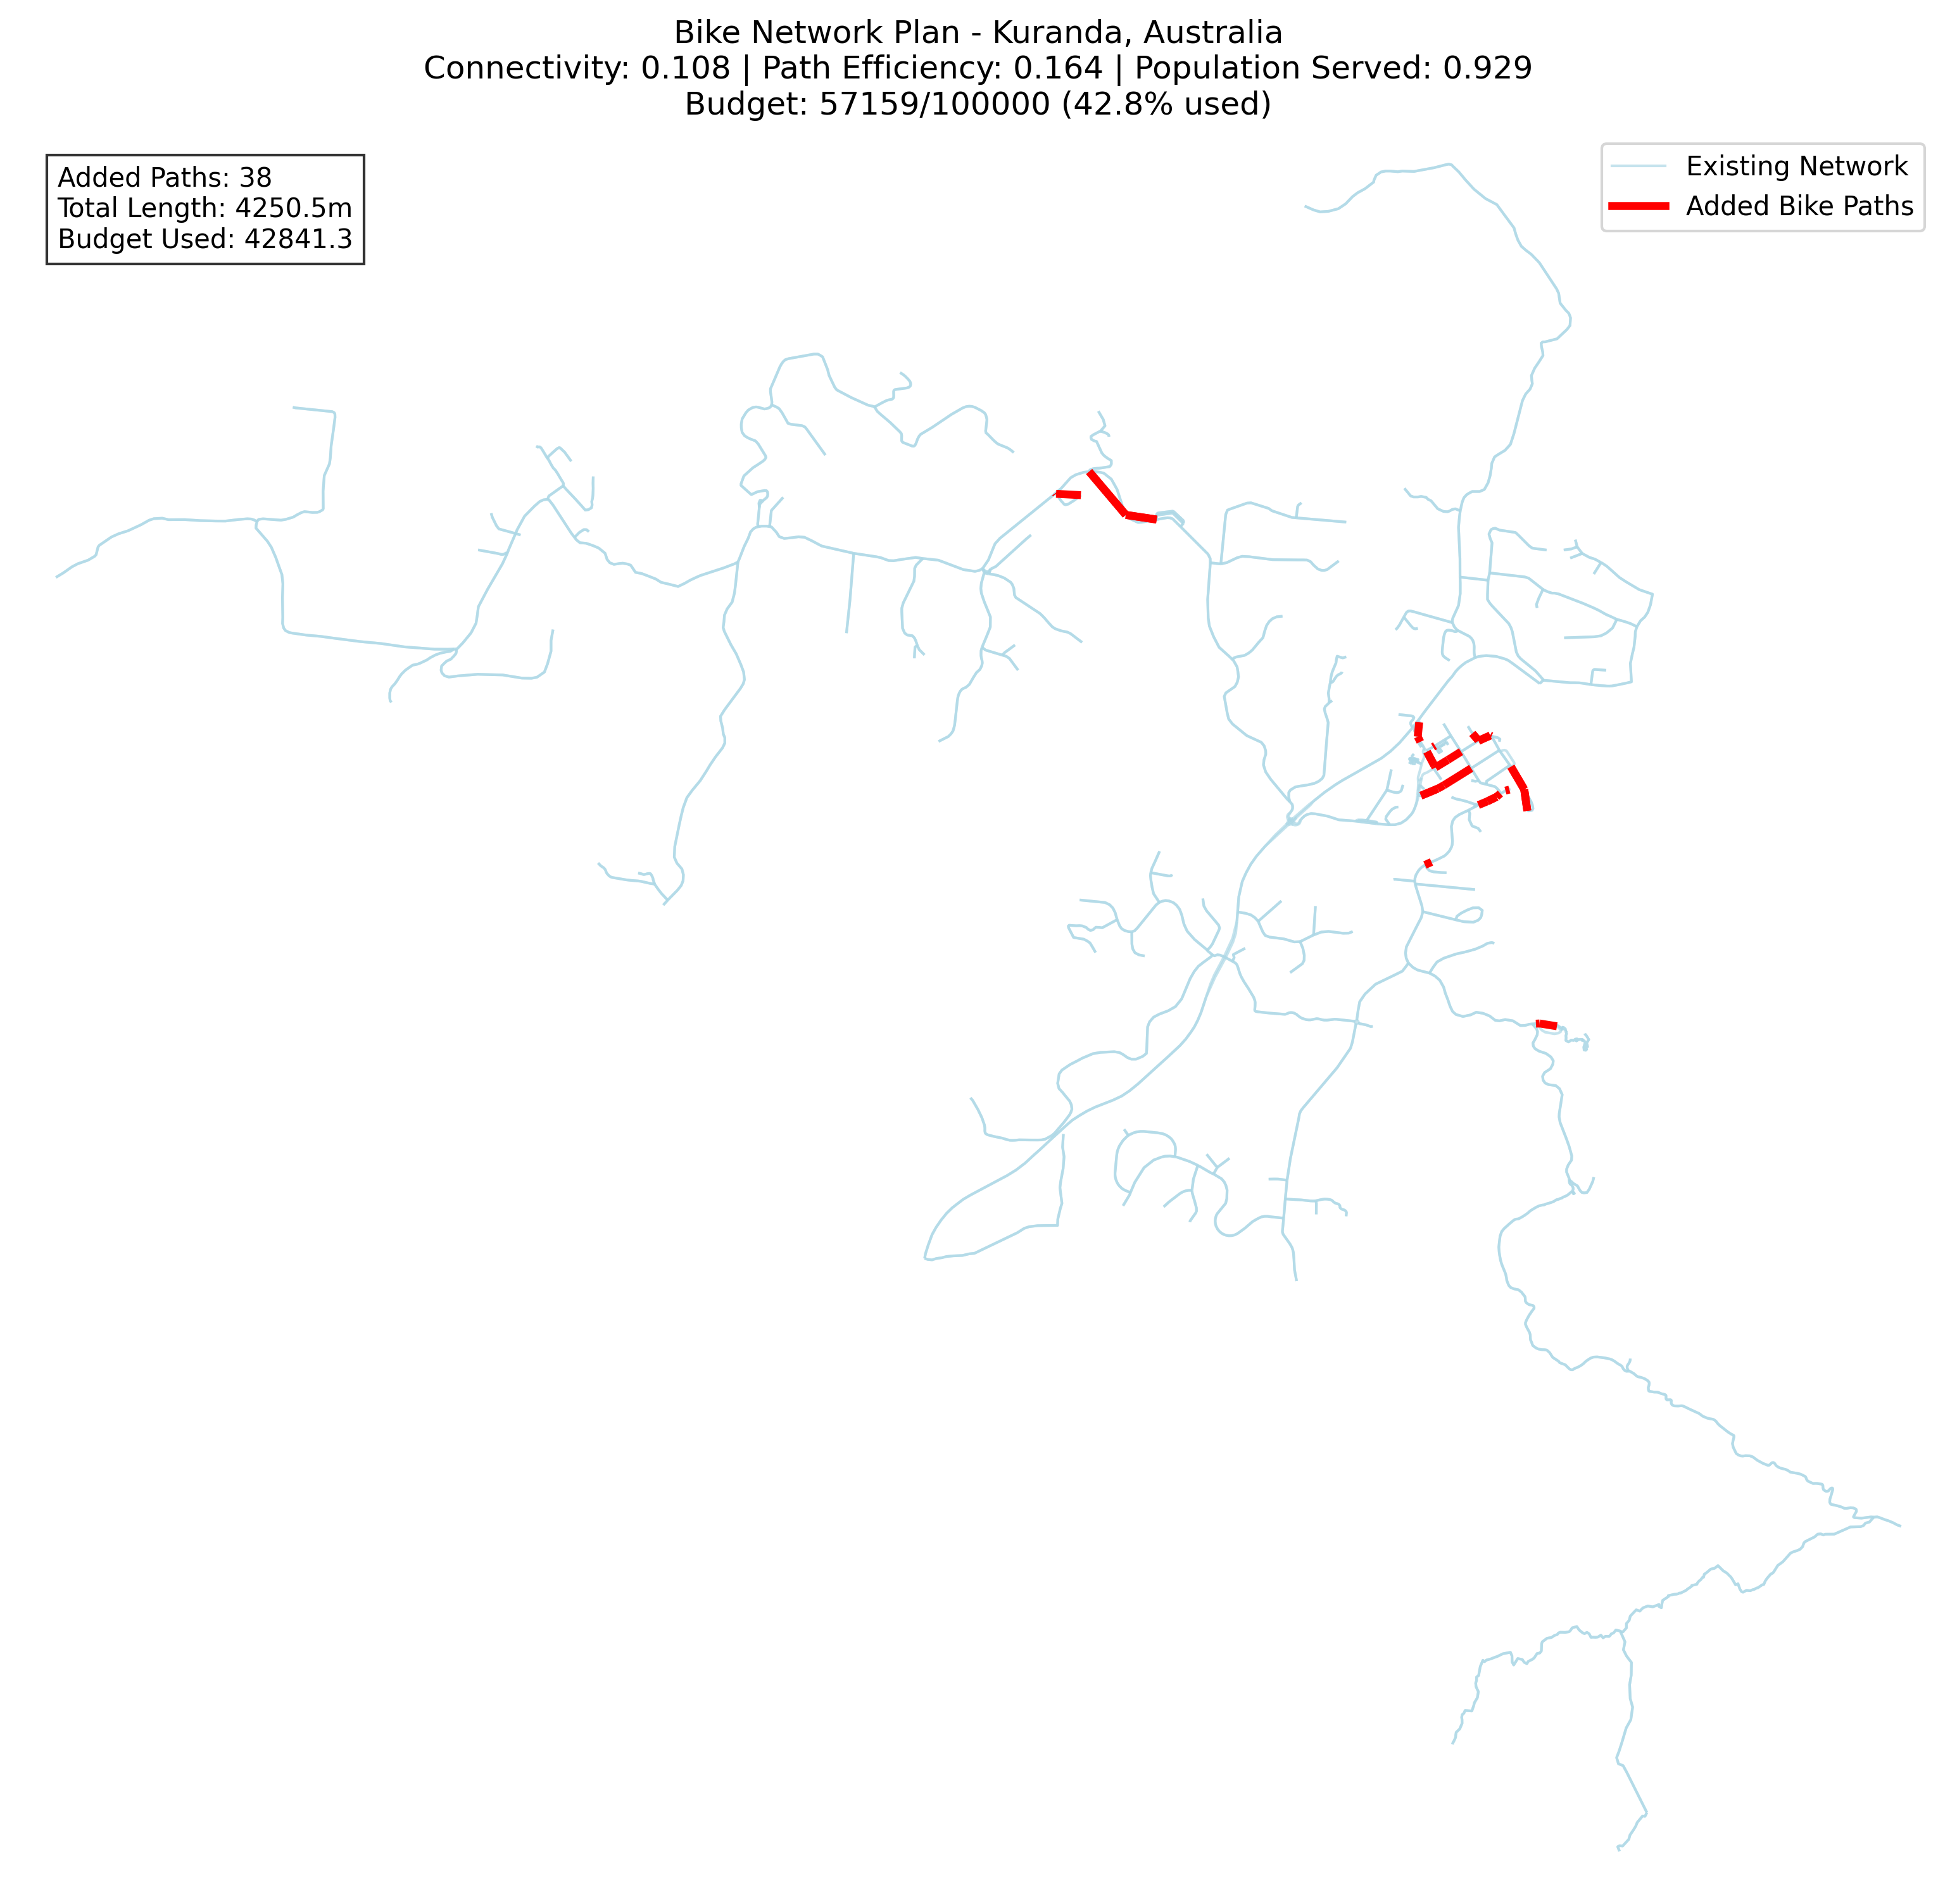 Bike Network Plan - Kuranda, Australia
Connectivity: 0.108 | Path Efficiency: 0.164 | Population Served: 0.929
Budget: 57159/100000 (42.8% used)
Added Paths: 38
Total Length: 4250.5m
Budget Used: 42841.3
Existing Network
Added Bike Paths